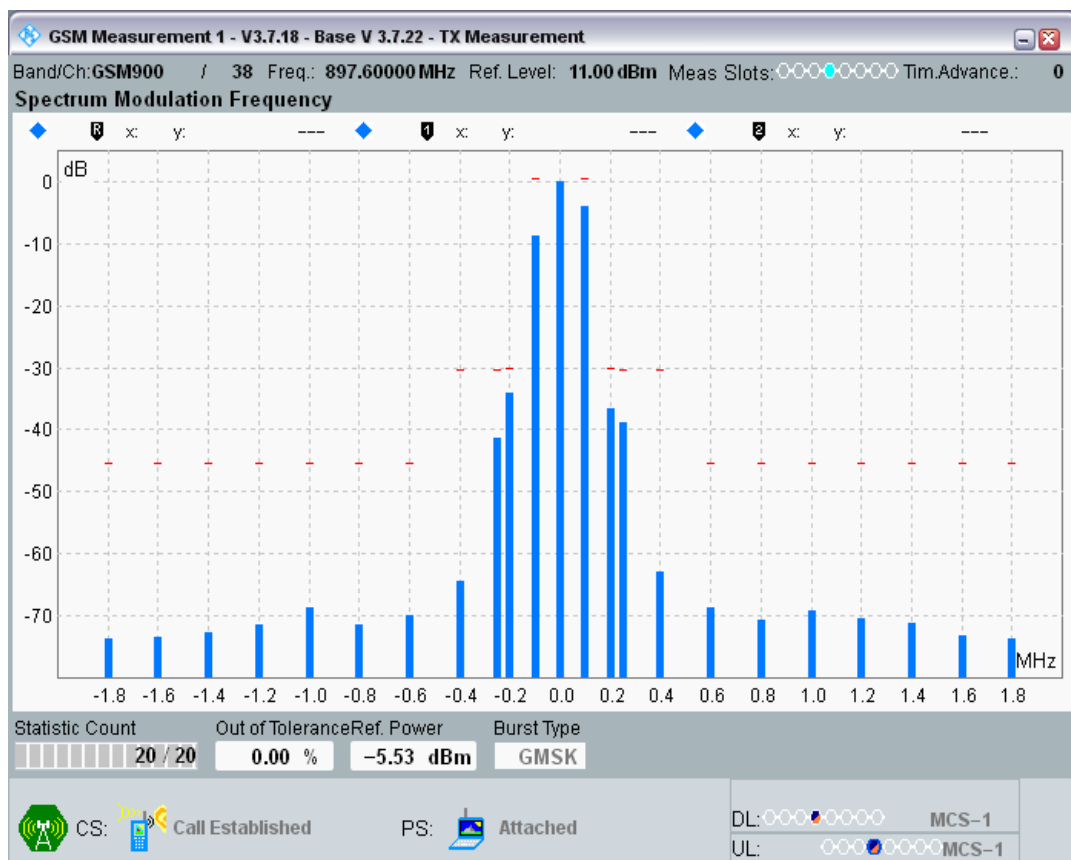 GSM Measurement 1 - V3.7.18 - Base V 3.7.22 - TX Measurement
Band/Ch:GSM900 / 38 Freq.: 897.60000 MHz Ref. Level: 11.00 dBm Meas Slots: Tim.Advance.: 0
Spectrum Modulation Frequency
R x: y: --- 1 x: y: --- 2 x: y: ---
dB
0
-10
-20
-30
-40
-50
-60
-70
MHz
-1.8 -1.6 -1.4 -1.2 -1.0 -0.8 -0.6 -0.4 -0.2 0.0 0.2 0.4 0.6 0.8 1.0 1.2 1.4 1.6 1.8
Statistic Count Out of Tolerance Ref. Power Burst Type
20 / 20 0.00 % −5.53 dBm GMSK
CS: Call Established PS: Attached DL: MCS−1
UL: MCS−1